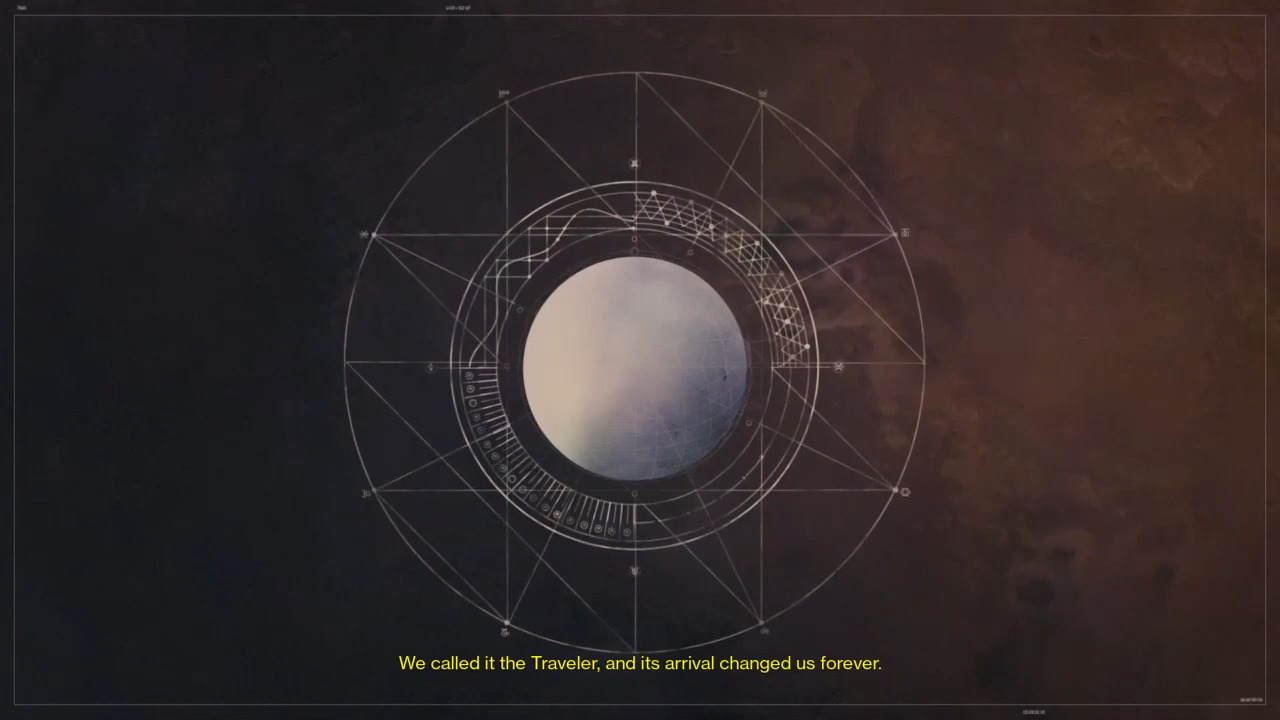 We called it the Traveler, and its arrival changed us forever.